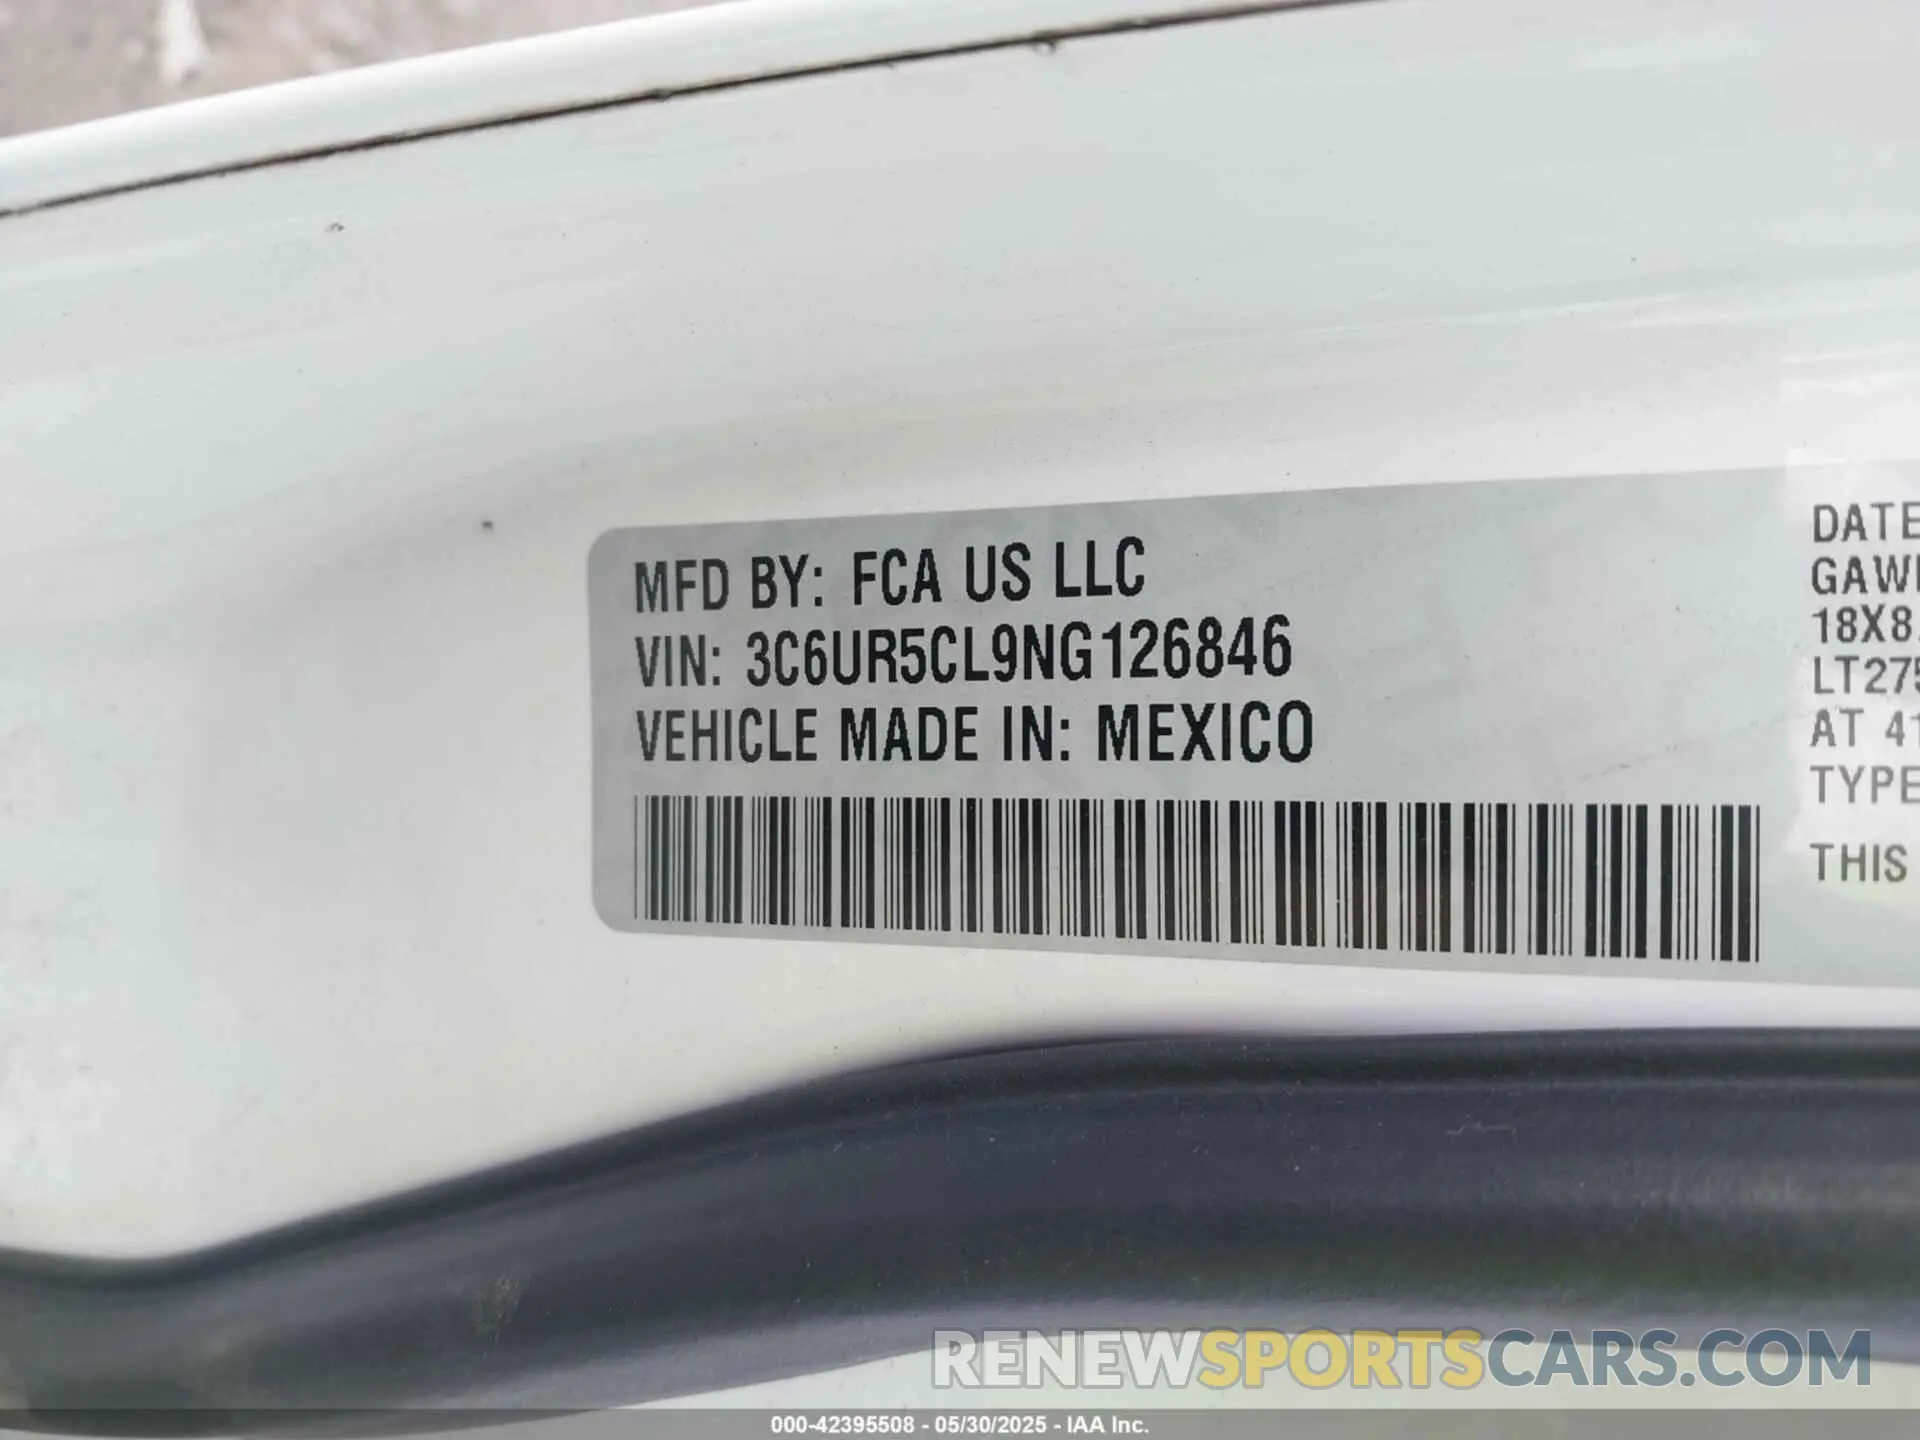 MFD BY: FCA US LLC
VIN: 3C6UR5CL9NG126846
VEHICLE MADE IN: MEXICO
DATE
18X8.
LT275
AT 41
TYPE
THIS
RENEWSPORTSCARS.COM
000-42395508 - 05/30/2025 - IAA Inc.